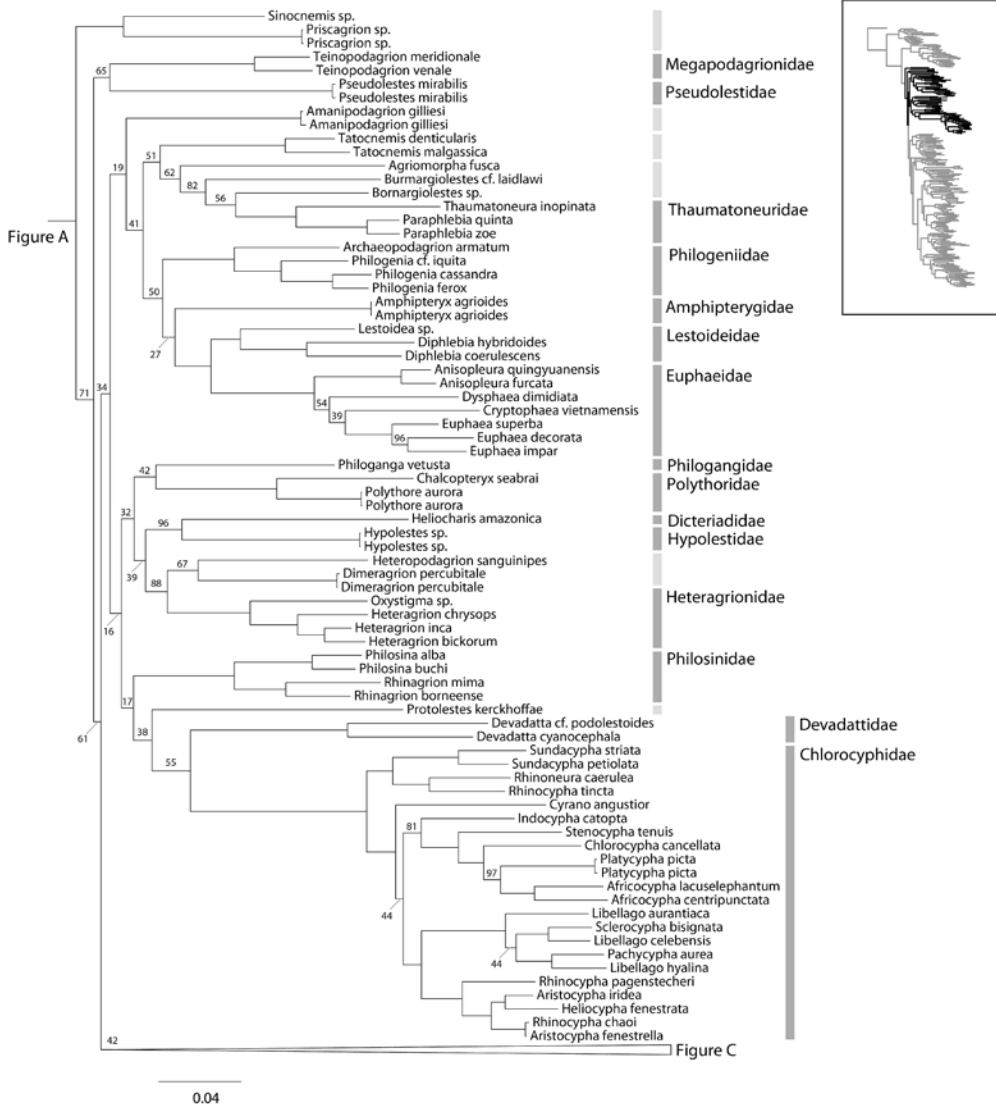 Sinocnemis sp.
Priscagrion sp.
Priscagrion sp.
Teinopodagrion meridionale
Megapodagrionidae
65
Teinopodagrion venale
Pseudolestes mirabilis
Pseudolestidae
Pseudolestes mirabilis
Amanipodagrion gilliesi
Amanipodagrion gilliesi
Tatocnemis denticularis
51
Tatocnemis malgassica
19
62
Agriomorpha fusca
82
Burmargiolestes cf. laidlawi
56
Bornargiolestes sp.
Thaumatoneura inopinata
Thaumatoneuridae
41
Paraphlebia quinta
Figure A
Paraphlebia zoe
Archaeopodagrion armatum
Philogeniidae
Philogenia cf. iquita
Philogenia cassandra
50
Philogenia ferox
Amphipteryx agrioides
Amphipterygidae
Amphipteryx agrioides
Lestoidea sp.
Lestoideidae
Diphlebia hybridoides
27
Diphlebia coerulescens
Anisopleura quingyuanensis
Euphaeidae
Anisopleura furcata
71
34
Dysphaea dimidiata
54
Cryptophaea vietnamensis
39
Euphaea superba
96
Euphaea decorata
Euphaea impar
42
Philoganga vetusta
Philogangidae
Chalcopteryx seabrai
Polythoridae
Polythore aurora
Polythore aurora
32
96
Heliocharis amazonica
Dicteriadidae
Hypolestes sp.
Hypolestidae
Hypolestes sp.
39
67
Heteropodagrion sanguinipes
88
Dimeragrion percubitale
Dimeragrion percubitale
Oxystigma sp.
Heteragrionidae
Heteragrion chrysops
16
Heteragrion inca
Heteragrion bickorum
Philosina alba
Philosinidae
Philosina buchi
Rhinagrion mima
17
Rhinagrion borneense
Protolestes kerckhoffae
Devadatta cf. podolestoides
Devadattidae
61
38
Devadatta cyanocephala
Sundacypha striata
Chlorocyphidae
55
Sundacypha petiolata
Rhinoneura caerulea
Rhinocypha tincta
Cyrano angustior
Indocypha catopta
81
Stenocypha tenuis
Chlorocypha cancellata
Platycypha picta
97
Platycypha picta
Africocypha lacuselephantum
Africocypha centripunctata
44
Libellago aurantiaca
Sclerocypha bisignata
Libellago celebensis
44
Pachycypha aurea
Libellago hyalina
Rhinocypha pagenstecheri
Aristocypha iridea
Heliocypha fenestrata
Rhinocypha chaoi
Aristocypha fenestrella
42
Figure C
0.04